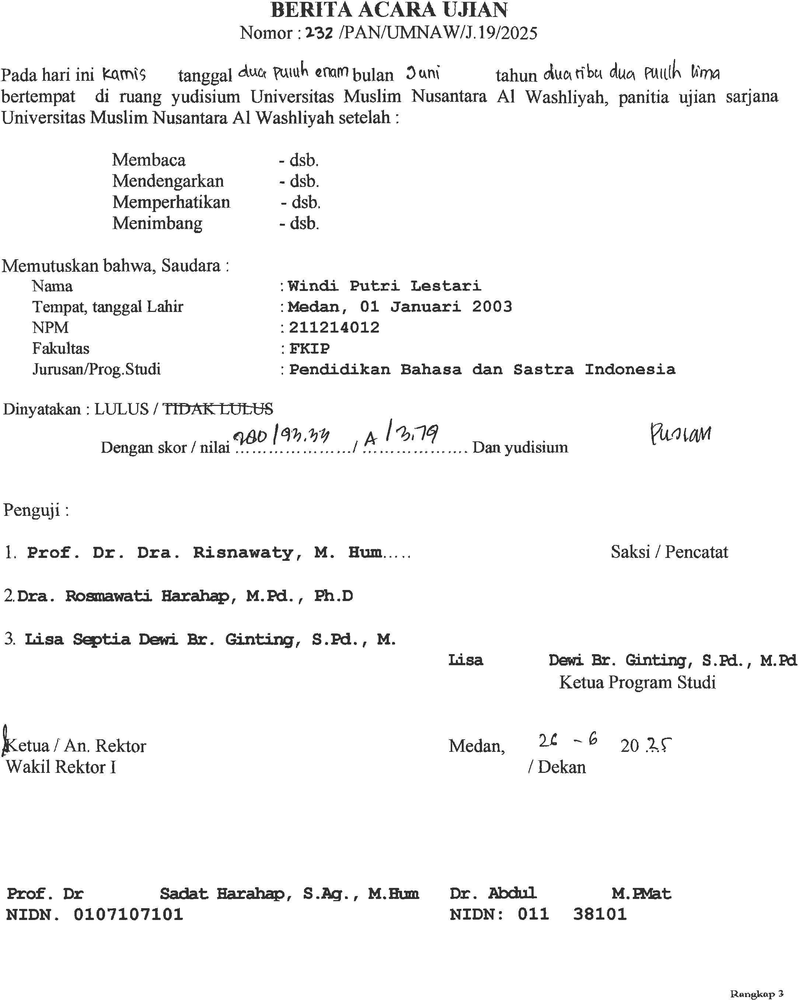 BERITA ACARA UJIAN
Nomor : 232 /PAN/UMNAW/J.19/2025
Pada hari ini kamis tanggal dua puluh enam bulan Juni tahun dua ribu dua puluh lima
bertempat di ruang yudisium Universitas Muslim Nusantara Al Washliyah, panitia ujian sarjana
Universitas Muslim Nusantara Al Washliyah setelah :
Membaca - dsb.
Mendengarkan - dsb.
Memperhatikan - dsb.
Menimbang - dsb.
Memutuskan bahwa, Saudara :
Nama : Windi Putri Lestari
Tempat, tanggal Lahir : Medan, 01 Januari 2003
NPM : 211214012
Fakultas : FKIP
Jurusan/Prog.Studi : Pendidikan Bahasa dan Sastra Indonesia
Dinyatakan : LULUS / TIDAK LULUS
Dengan skor / nilai 280 / 93.33 / A / 3.79 Dan yudisium Pujian
Penguji :
1. Prof. Dr. Dra. Risnawaty, M. Hum..... Saksi / Pencatat
2. Dra. Rosmawati Harahap, M.Pd., Ph.D
3. Lisa Septia Dewi Br. Ginting, S.Pd., M.
Lisa Dewi Br. Ginting, S.Pd., M.Pd
Ketua Program Studi
Ketua / An. Rektor Medan, 26 - 6 2025
Wakil Rektor I / Dekan
Prof. Dr Sadat Harahap, S.Ag., M.Hum Dr. Abdul M.PMat
NIDN. 0107107101 NIDN: 011 38101
Rangkap 3